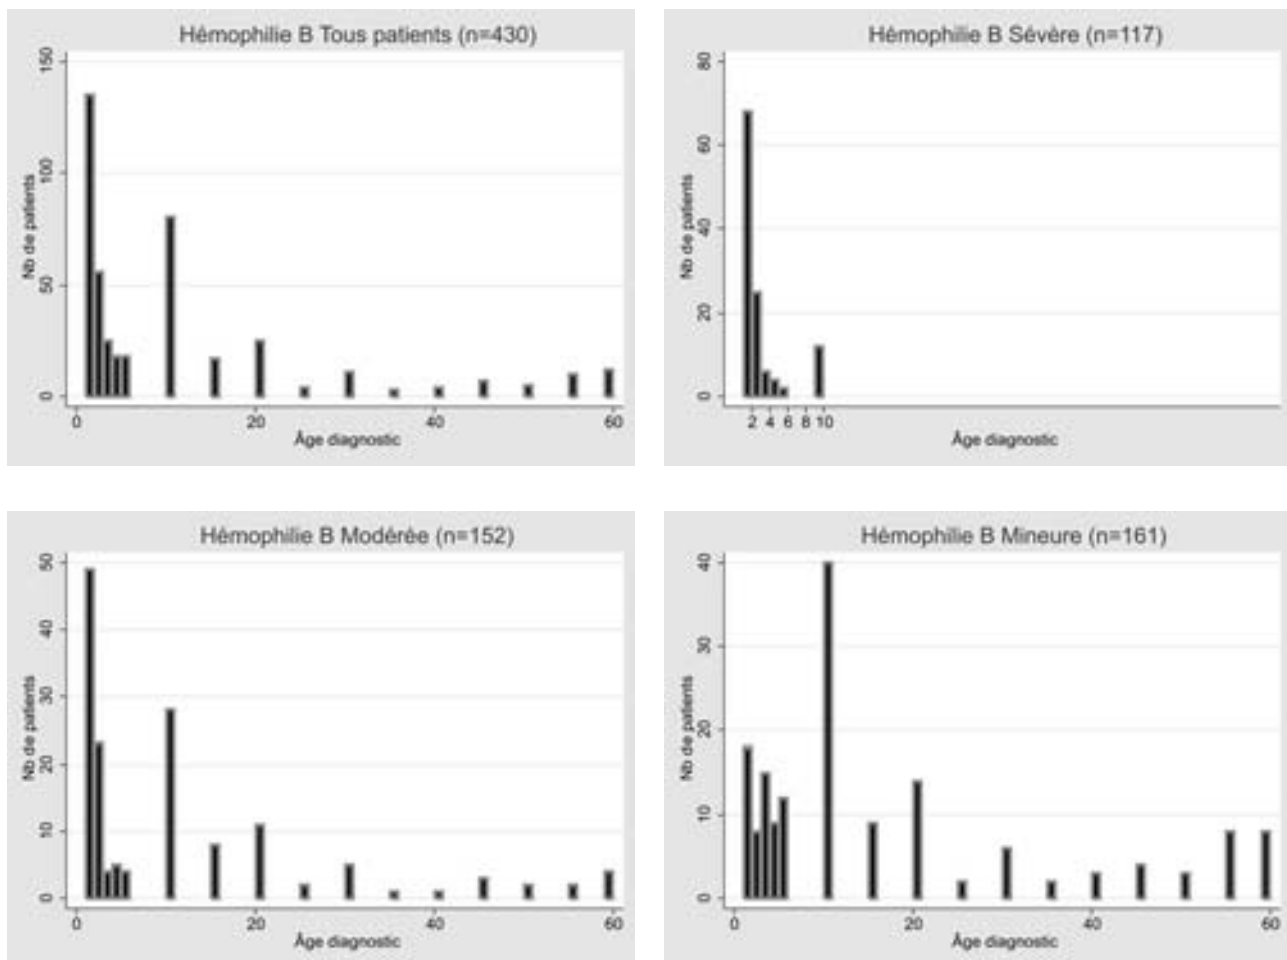 Hémophilie B Tous patients (n=430)
Nb de patients
150
100
50
0
0 20 40 60
Âge diagnostic
Hémophilie B Sévère (n=117)
Nb de patients
80
60
40
20
0
2 4 6 8 10
Âge diagnostic
Hémophilie B Modérée (n=152)
Nb de patients
50
40
30
20
10
0
0 20 40 60
Âge diagnostic
Hémophilie B Mineure (n=161)
Nb de patients
40
30
20
10
0
0 20 40 60
Âge diagnostic